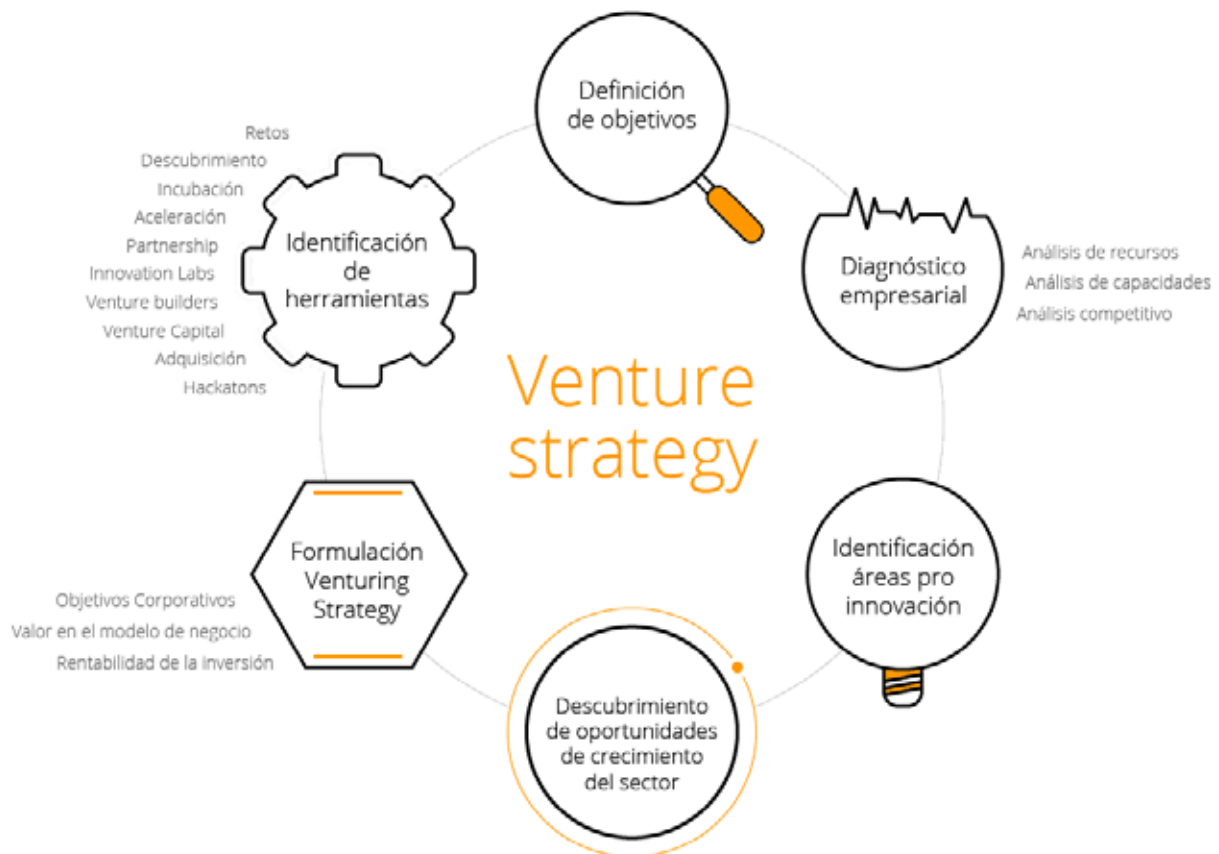 Definición
de objetivos
Retos
Descubrimiento
Incubación
Aceleración
Partnership
Innovation Labs
Venture builders
Venture Capital
Adquisición
Hackatons
Identificación
de
herramientas
Diagnóstico
empresarial
Análisis de recursos
Análisis de capacidades
Análisis competitivo
Venture
strategy
Formulación
Venturing
Strategy
Objetivos Corporativos
Valor en el modelo de negocio
Rentabilidad de la inversión
Identificación
áreas pro
innovación
Descubrimiento
de oportunidades
de crecimiento
del sector